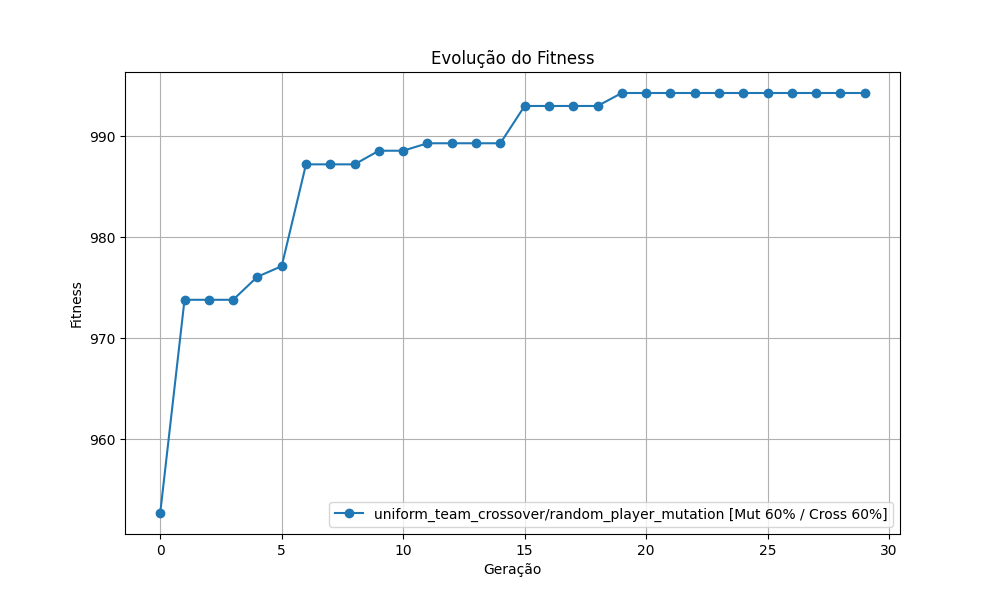 Evolução do Fitness
Fitness
990
980
970
960
uniform_team_crossover/random_player_mutation [Mut 60% / Cross 60%]
0 5 10 15 20 25 30
Geração